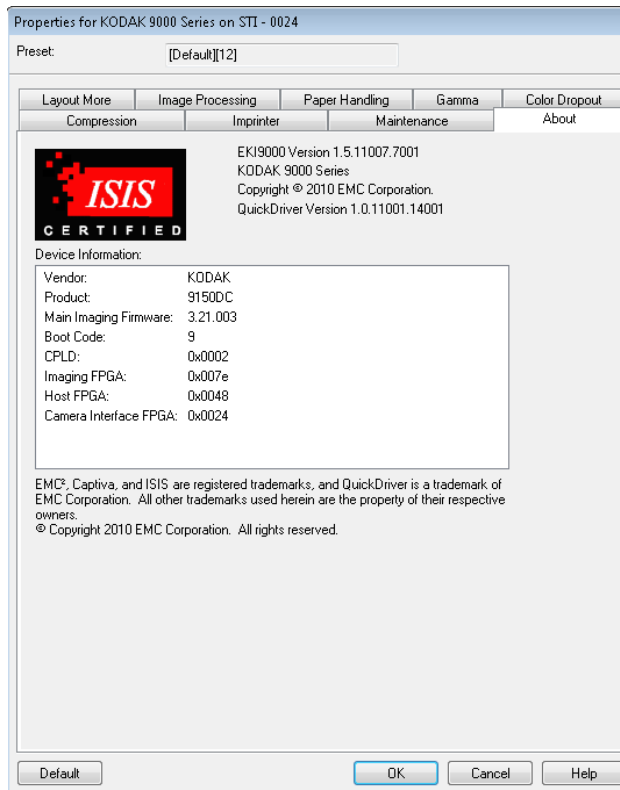 Properties for KODAK 9000 Series on STI - 0024
Preset: [Default][12]
Layout More Image Processing Paper Handling Gamma Color Dropout
Compression Imprinter Maintenance About
ISIS
CERTIFIED
EKI9000 Version 1.5.11007.7001
KODAK 9000 Series
Copyright © 2010 EMC Corporation.
QuickDriver Version 1.0.11001.14001
Device Information:
Vendor: KODAK
Product: 9150DC
Main Imaging Firmware: 3.21.003
Boot Code: 9
CPLD: 0x0002
Imaging FPGA: 0x007e
Host FPGA: 0x0048
Camera Interface FPGA: 0x0024
EMC², Captiva, and ISIS are registered trademarks, and QuickDriver is a trademark of
EMC Corporation. All other trademarks used herein are the property of their respective
owners.
© Copyright 2010 EMC Corporation. All rights reserved.
Default OK Cancel Help